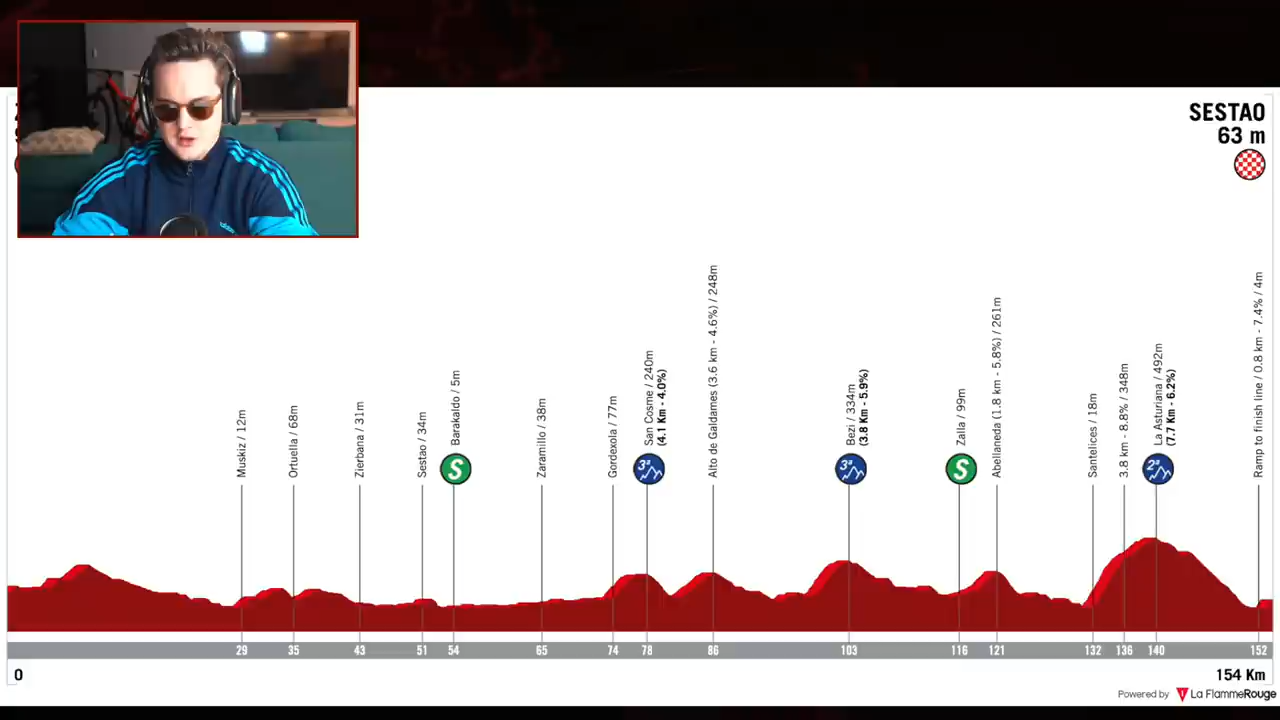 SESTAO
63 m
Muskiz / 12m
Ortuella / 68m
Zierbana / 31m
Sestao / 34m
Barakaldo / 5m
S
Zaramillo / 38m
Gordexola / 77m
San Cosme / 240m
(4.1 Km - 4.0%)
3ª
Alto de Galdames (3.6 km - 4.6%) / 248m
Bezi / 334m
(3.8 Km - 5.9%)
3ª
Zalla / 99m
S
Abellaneda (1.8 km - 5.8%) / 261m
Santelices / 18m
3.8 km - 8.8% / 348m
La Asturiana / 492m
(7.7 Km - 6.2%)
2ª
Ramp to finish line / 0.8 km - 7.4% / 4m
29 35 43 51 54 65 74 78 86 103 116 121 132 136 140 152
0
154 Km
Powered by La FlammeRouge
adidas